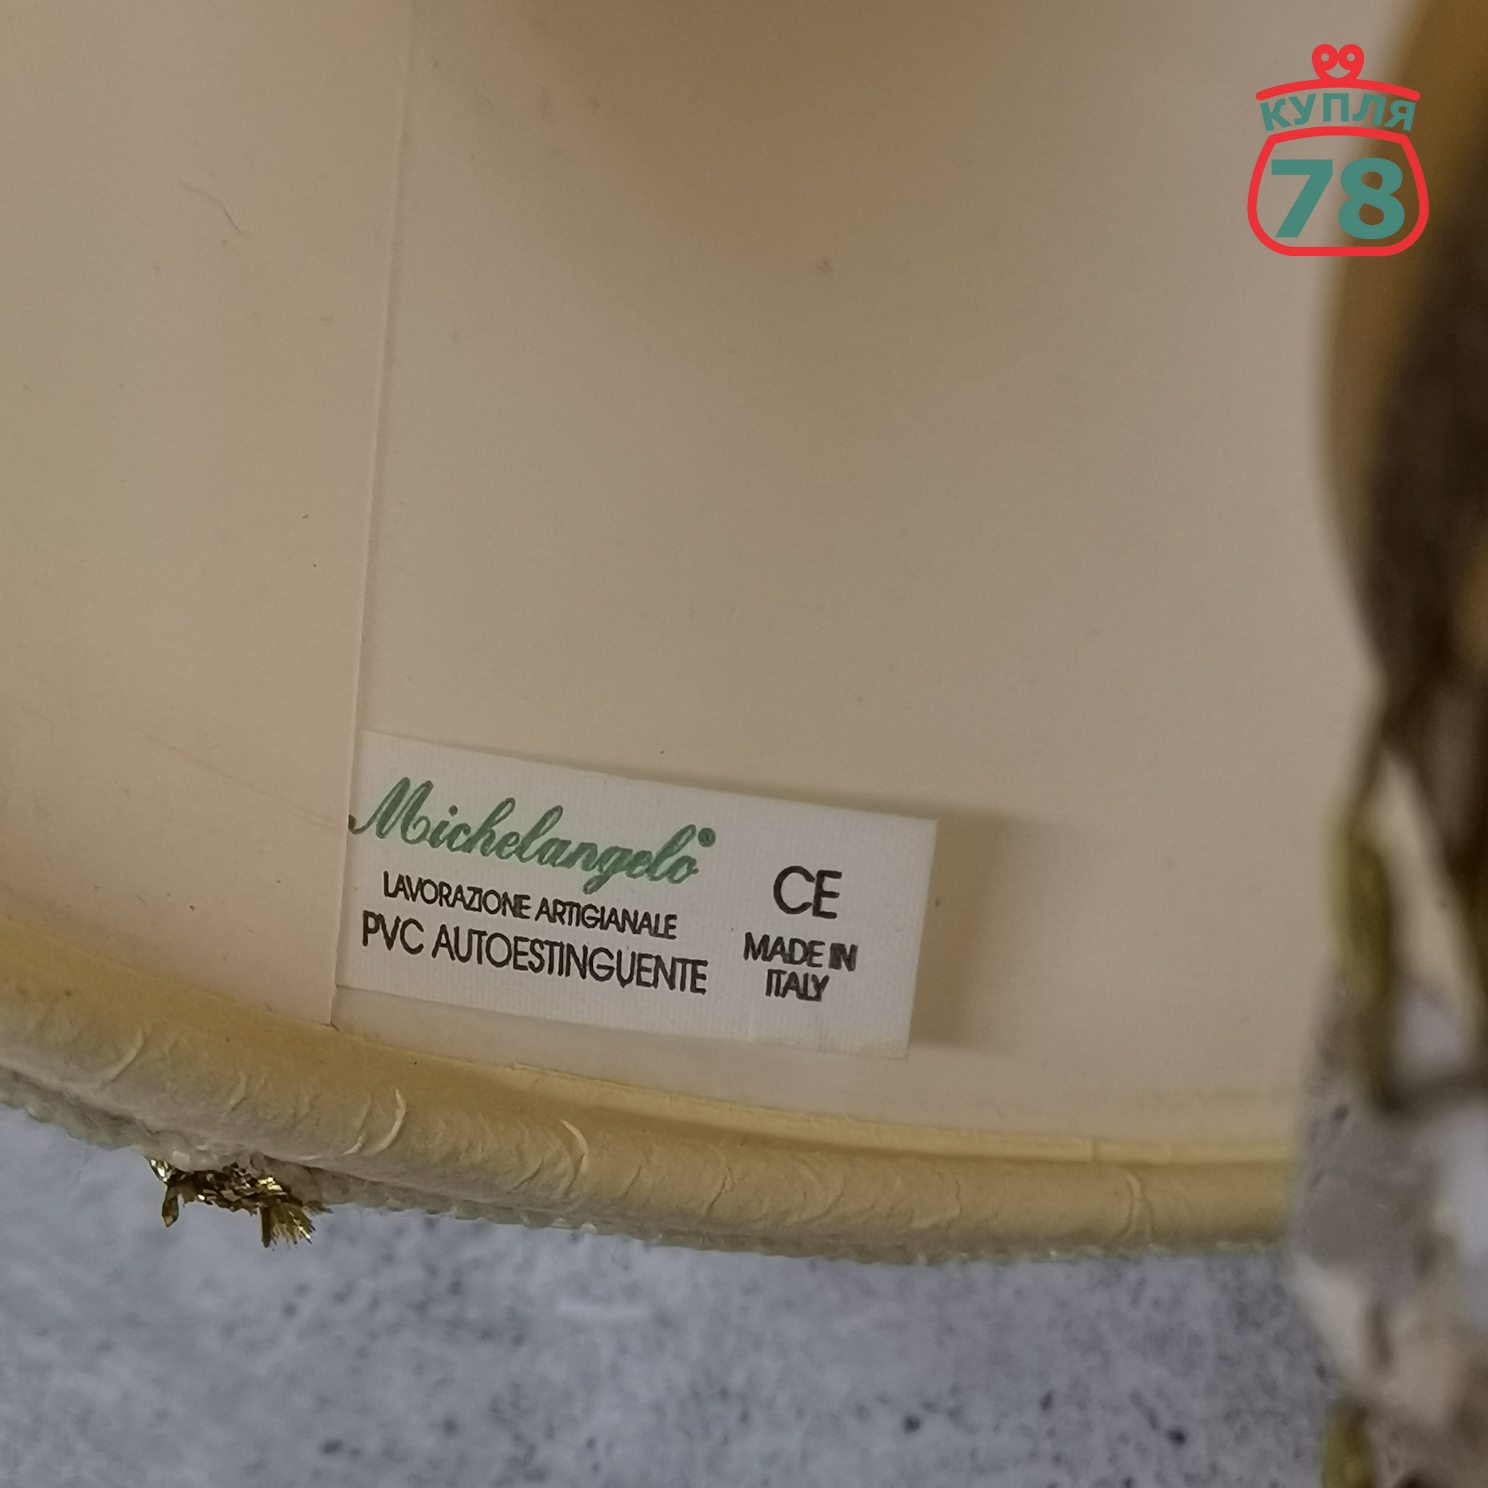 КУПЛЯ
78
Michelangelo®
LAVORAZIONE ARTIGIANALE
PVC AUTOESTINGUENTE
CE
MADE IN
ITALY